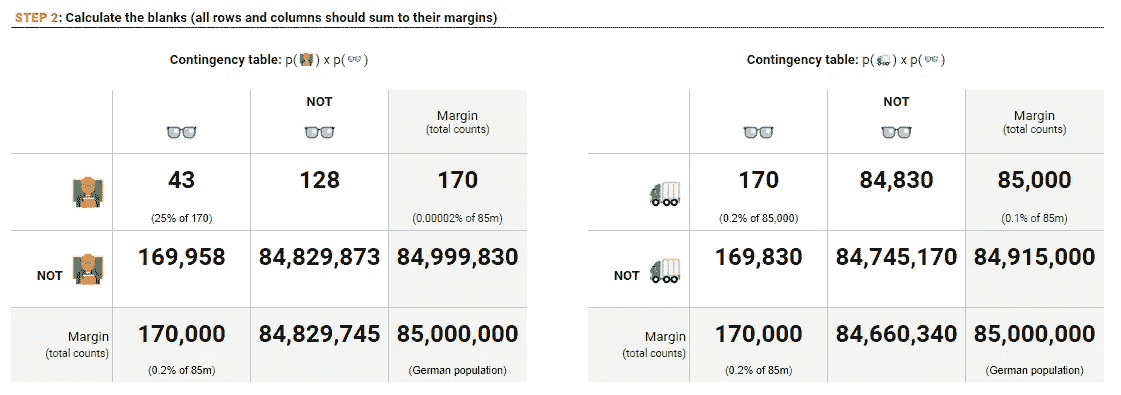 STEP 2: Calculate the blanks (all rows and columns should sum to their margins)
Contingency table: p( ) x p( )
NOT
Margin
(total counts)
43
128
170
(25% of 170)
(0.00002% of 85m)
NOT
169,958
84,829,873
84,999,830
Margin
(total counts)
170,000
84,829,745
85,000,000
(0.2% of 85m)
(German population)
Contingency table: p( ) x p( )
NOT
Margin
(total counts)
170
84,830
85,000
(0.2% of 85,000)
(0.1% of 85m)
NOT
169,830
84,745,170
84,915,000
Margin
(total counts)
170,000
84,660,340
85,000,000
(0.2% of 85m)
(German population)